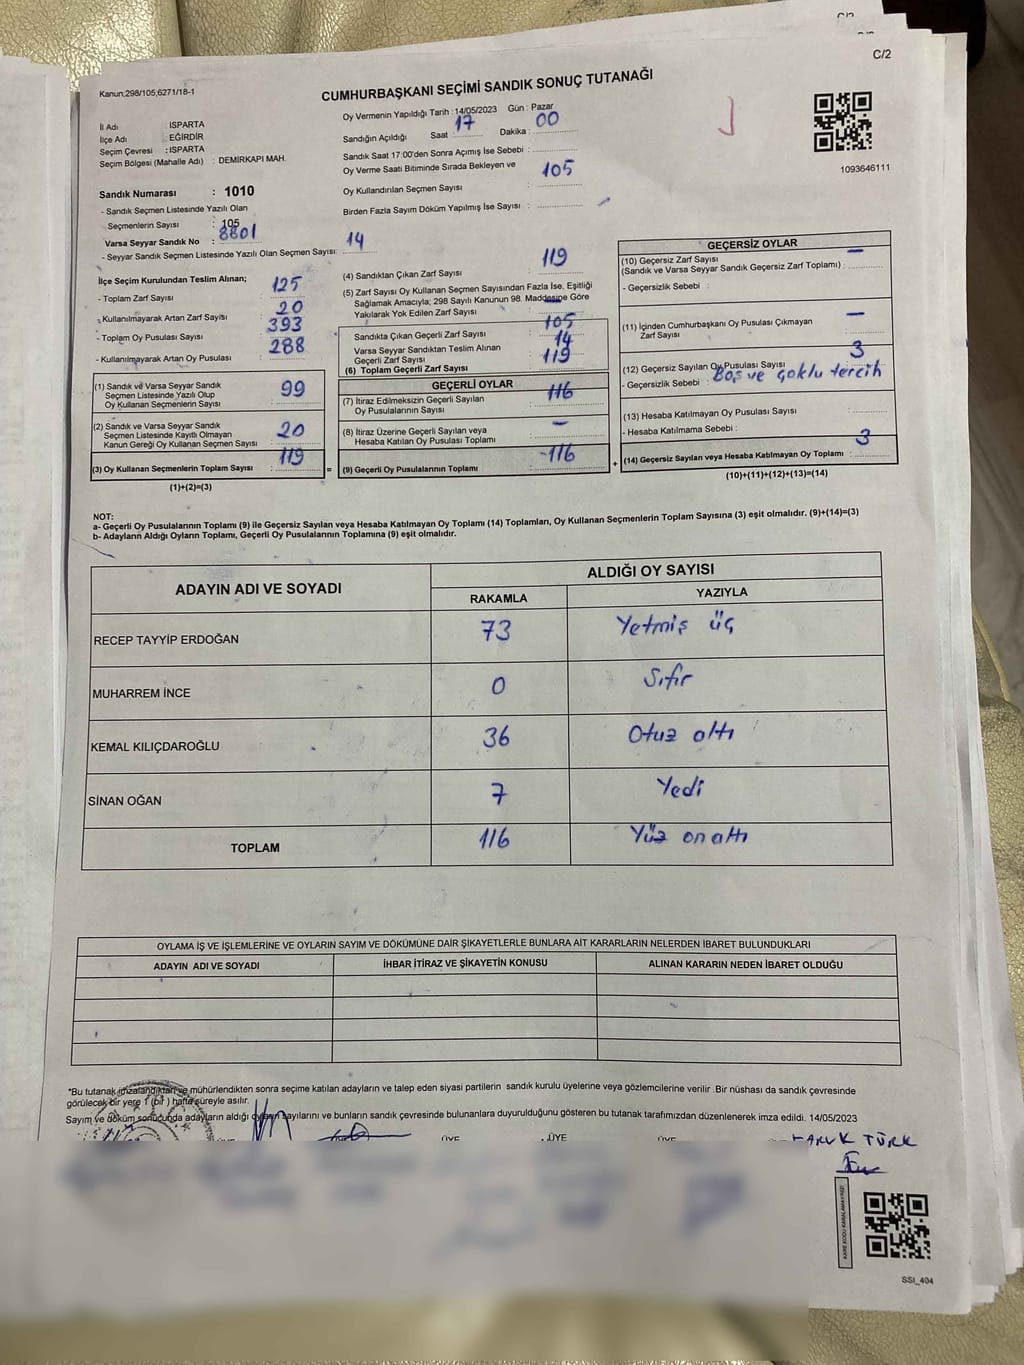 C/2
Kanun;298/105;6271/18-1
CUMHURBAŞKANI SEÇİMİ SANDIK SONUÇ TUTANAĞI
İl Adı : ISPARTA
İlçe Adı : EĞİRDİR
Seçim Çevresi : ISPARTA
Seçim Bölgesi (Mahalle Adı) : DEMİRKAPI MAH.
Sandık Numarası : 1010
- Sandık Seçmen Listesinde Yazılı Olan
Seçmenlerin Sayısı : 105
Varsa Seyyar Sandık No : 8801
- Seyyar Sandık Seçmen Listesinde Yazılı Olan Seçmen Sayısı: 14
Oy Vermenin Yapıldığı Tarih : 14/05/2023 Gün : Pazar
Sandığın Açıldığı Saat : 17 Dakika : 00
Sandık Saat 17:00'den Sonra Açımış İse Sebebi :
Oy Verme Saati Bitiminde Sırada Bekleyen ve
Oy Kullandırılan Seçmen Sayısı : 105
Birden Fazla Sayım Döküm Yapılmış İse Sayısı :
1093646111
İlçe Seçim Kurulundan Teslim Alınan;
- Toplam Zarf Sayısı : 125
- Kullanılmayarak Artan Zarf Sayısı : 20
- Toplam Oy Pusulası Sayısı : 393
- Kullanılmayarak Artan Oy Pusulası : 288
(1) Sandık ve Varsa Seyyar Sandık
Seçmen Listesinde Yazılı Olup
Oy Kullanan Seçmenlerin Sayısı : 99
(2) Sandık ve Varsa Seyyar Sandık
Seçmen Listesinde Kayıtlı Olmayan
Kanun Gereği Oy Kullanan Seçmen Sayısı : 20
(3) Oy Kullanan Seçmenlerin Toplam Sayısı : 119
(1)+(2)=(3)
(4) Sandıktan Çıkan Zarf Sayısı : 119
(5) Zarf Sayısı Oy Kullanan Seçmen Sayısından Fazla İse, Eşitliği
Sağlamak Amacıyla; 298 Sayılı Kanunun 98. Maddesine Göre
Yakılarak Yok Edilen Zarf Sayısı : —
Sandıkta Çıkan Geçerli Zarf Sayısı : 105
Varsa Seyyar Sandıktan Teslim Alınan
Geçerli Zarf Sayısı : 14
(6) Toplam Geçerli Zarf Sayısı : 119
GEÇERLİ OYLAR
(7) İtiraz Edilmeksizin Geçerli Sayılan
Oy Pusulalarının Sayısı : 116
(8) İtiraz Üzerine Geçerli Sayılan veya
Hesaba Katılan Oy Pusulası Toplamı : —
= (9) Geçerli Oy Pusulalarının Toplamı : 116
GEÇERSİZ OYLAR
(10) Geçersiz Zarf Sayısı
(Sandık ve Varsa Seyyar Sandık Geçersiz Zarf Toplamı) : —
- Geçersizlik Sebebi :
(11) İçinden Cumhurbaşkanı Oy Pusulası Çıkmayan
Zarf Sayısı : —
(12) Geçersiz Sayılan Oy Pusulası Sayısı : 3
- Geçersizlik Sebebi : Boş ve çoklu tercih
(13) Hesaba Katılmayan Oy Pusulası Sayısı :
- Hesaba Katılmama Sebebi :
+ (14) Geçersiz Sayılan veya Hesaba Katılmayan Oy Toplamı : 3
(10)+(11)+(12)+(13)=(14)
NOT:
a- Geçerli Oy Pusulalarının Toplamı (9) ile Geçersiz Sayılan veya Hesaba Katılmayan Oy Toplamı (14) Toplamları, Oy Kullanan Seçmenlerin Toplam Sayısına (3) eşit olmalıdır. (9)+(14)=(3)
b- Adayların Aldığı Oyların Toplamı, Geçerli Oy Pusulalarının Toplamına (9) eşit olmalıdır.
ADAYIN ADI VE SOYADI ALDIĞI OY SAYISI
RAKAMLA YAZIYLA
RECEP TAYYİP ERDOĞAN 73 Yetmiş üç
MUHARREM İNCE 0 Sıfır
KEMAL KILIÇDAROĞLU 36 Otuz altı
SİNAN OĞAN 7 Yedi
TOPLAM 116 Yüz onaltı
OYLAMA İŞ VE İŞLEMLERİNE VE OYLARIN SAYIM VE DÖKÜMÜNE DAİR ŞİKAYETLERLE BUNLARA AİT KARARLARIN NELERDEN İBARET BULUNDUKLARI
ADAYIN ADI VE SOYADI İHBAR İTİRAZ VE ŞİKAYETİN KONUSU ALINAN KARARIN NEDEN İBARET OLDUĞU
*Bu tutanak imzalandıktan ve mühürlendikten sonra seçime katılan adayların ve talep eden siyasi partilerin sandık kurulu üyelerine veya gözlemcilerine verilir. Bir nüshası da sandık çevresinde
görülecek bir yere 1 (bir ) hafta süreyle asılır.
Sayım ve döküm sonucunda adayların aldığı oyların sayılarını ve bunların sandık çevresinde bulunanlara duyurulduğunu gösteren bu tutanak tarafımızdan düzenlenerek imza edildi. 14/05/2023
ÜYE ÜYE ÜYE
TÜRK
KARE KODU KARALAMAYINIZ!
SSI_404